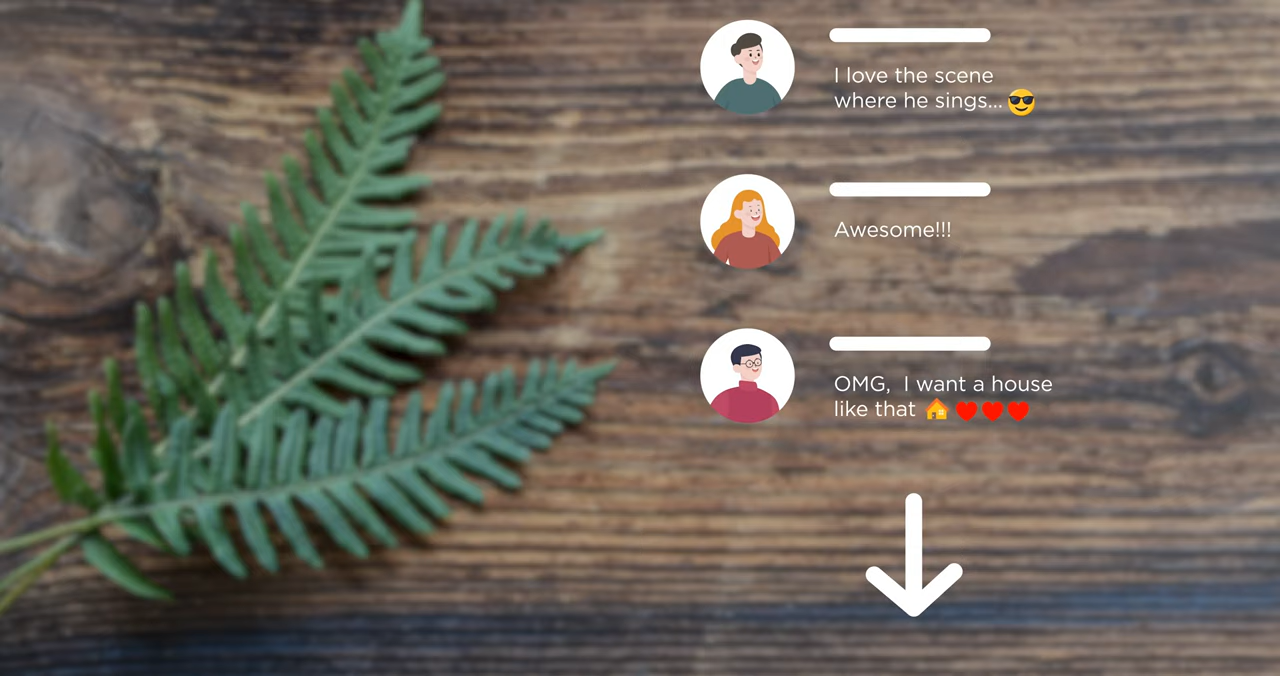 I love the scene
where he sings... 😎
Awesome!!!
OMG,  I want a house
like that 🏠 ♥♥♥